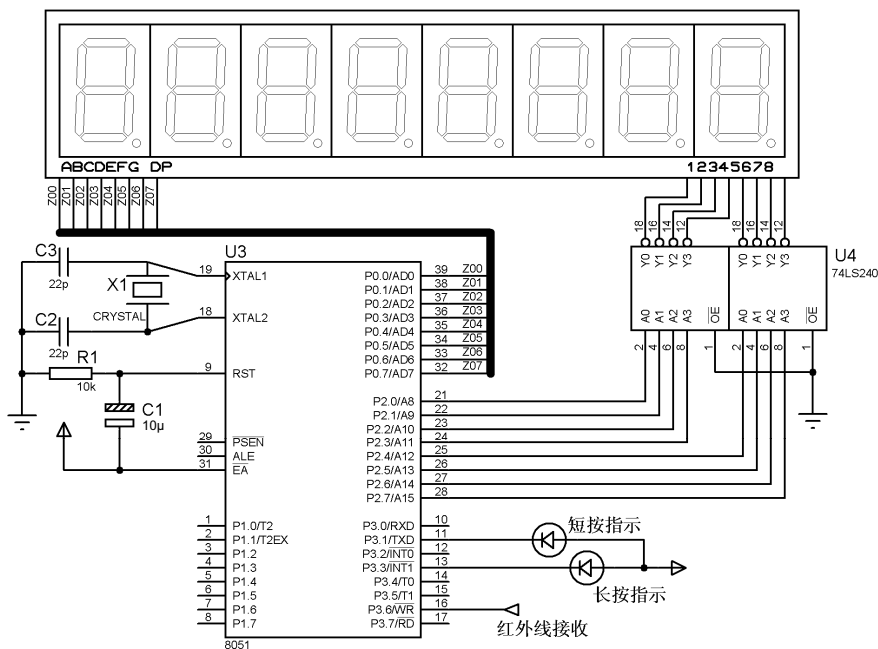 ABCDEFG DP
12345678
Z00
Z01
Z02
Z03
Z04
Z05
Z06
Z07
18
16
14
12
18
16
14
12
Y0
Y1
Y2
Y3
Y0
Y1
Y2
Y3
U4
74LS240
A0
A1
A2
A3
OE
A0
A1
A2
A3
OE
2
4
6
8
1
2
4
6
8
1
C3
22p
X1
CRYSTAL
C2
22p
R1
10k
C1
10µ
U3
19 XTAL1
18 XTAL2
9 RST
29 PSEN
30 ALE
31 EA
1 P1.0/T2
2 P1.1/T2EX
3 P1.2
4 P1.3
5 P1.4
6 P1.5
7 P1.6
8 P1.7
P0.0/AD0 39 Z00
P0.1/AD1 38 Z01
P0.2/AD2 37 Z02
P0.3/AD3 36 Z03
P0.4/AD4 35 Z04
P0.5/AD5 34 Z05
P0.6/AD6 33 Z06
P0.7/AD7 32 Z07
P2.0/A8 21
P2.1/A9 22
P2.2/A10 23
P2.3/A11 24
P2.4/A12 25
P2.5/A13 26
P2.6/A14 27
P2.7/A15 28
P3.0/RXD 10
P3.1/TXD 11
P3.2/INT0 12
P3.3/INT1 13
P3.4/T0 14
P3.5/T1 15
P3.6/WR 16
P3.7/RD 17
8051
短按指示
长按指示
红外线接收